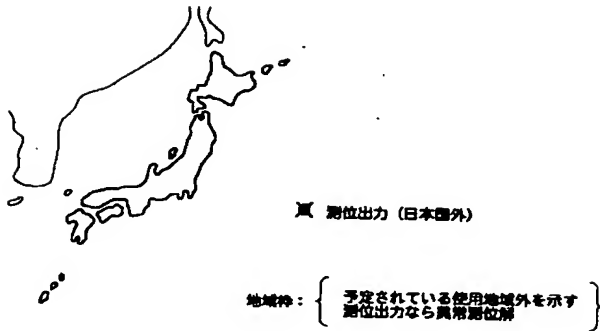 測位出力（日本国外）
地域枠：
予定されている使用地域外を示す
測位出力なら異常測位解